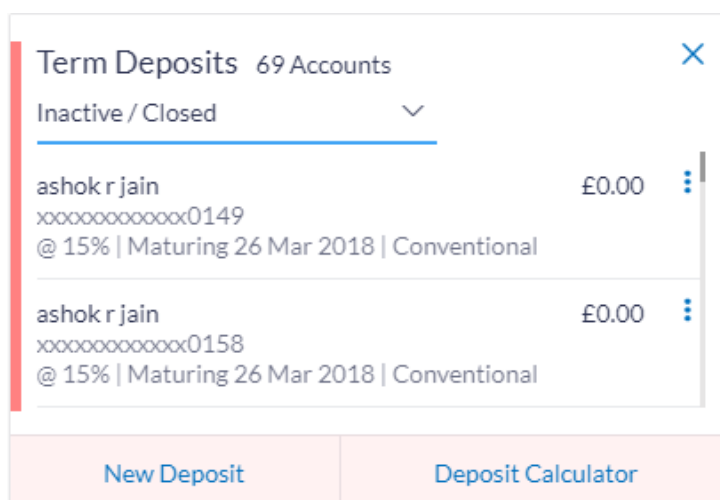 Term Deposits 69 Accounts
Inactive / Closed
ashok r jain £0.00
xxxxxxxxxxxx0149
@ 15% | Maturing 26 Mar 2018 | Conventional
ashok r jain £0.00
xxxxxxxxxxxx0158
@ 15% | Maturing 26 Mar 2018 | Conventional
New Deposit Deposit Calculator